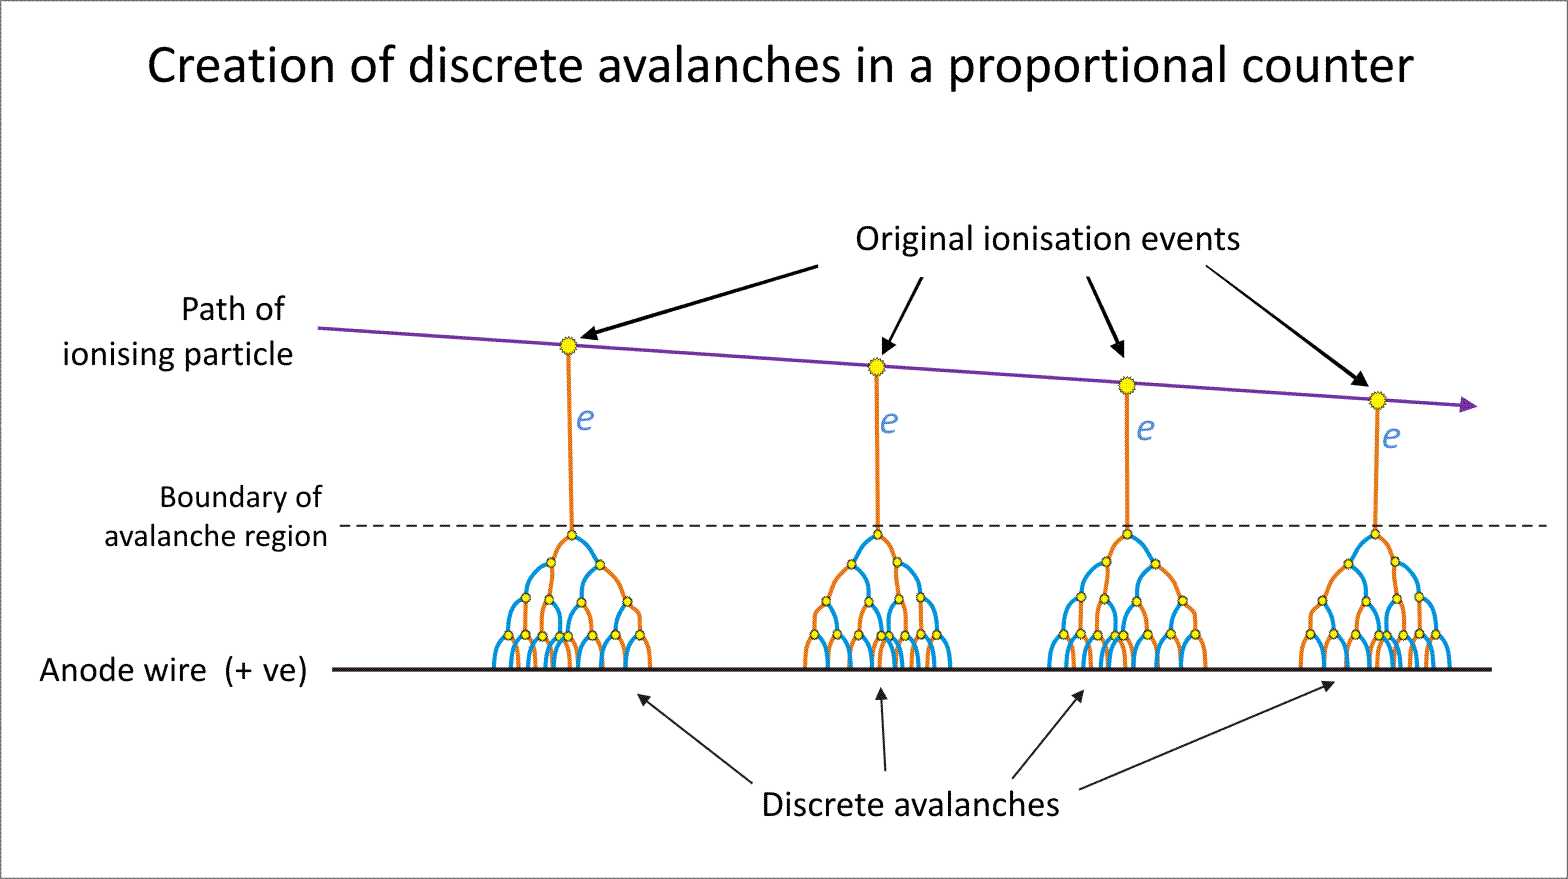 Creation of discrete avalanches in a proportional counter
Original ionisation events
Path of
ionising particle
e
e
e
e
Boundary of
avalanche region
Anode wire (+ ve)
Discrete avalanches